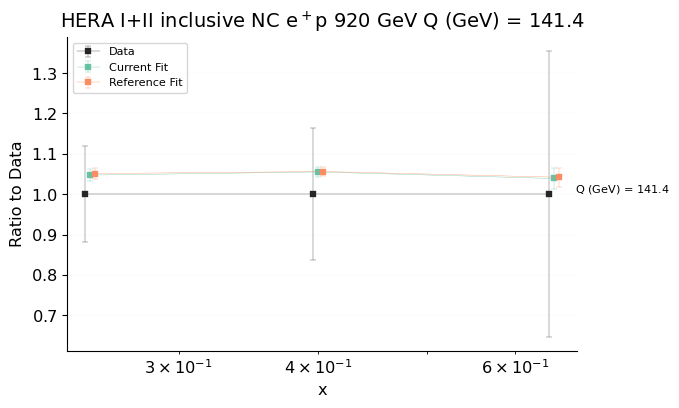 HERA I+II inclusive NC e⁺p 920 GeV Q (GeV) = 141.4
Data
Current Fit
Reference Fit
Ratio to Data
1.3
1.2
1.1
1.0
0.9
0.8
0.7
Q (GeV) = 141.4
3 × 10⁻¹
4 × 10⁻¹
6 × 10⁻¹
x